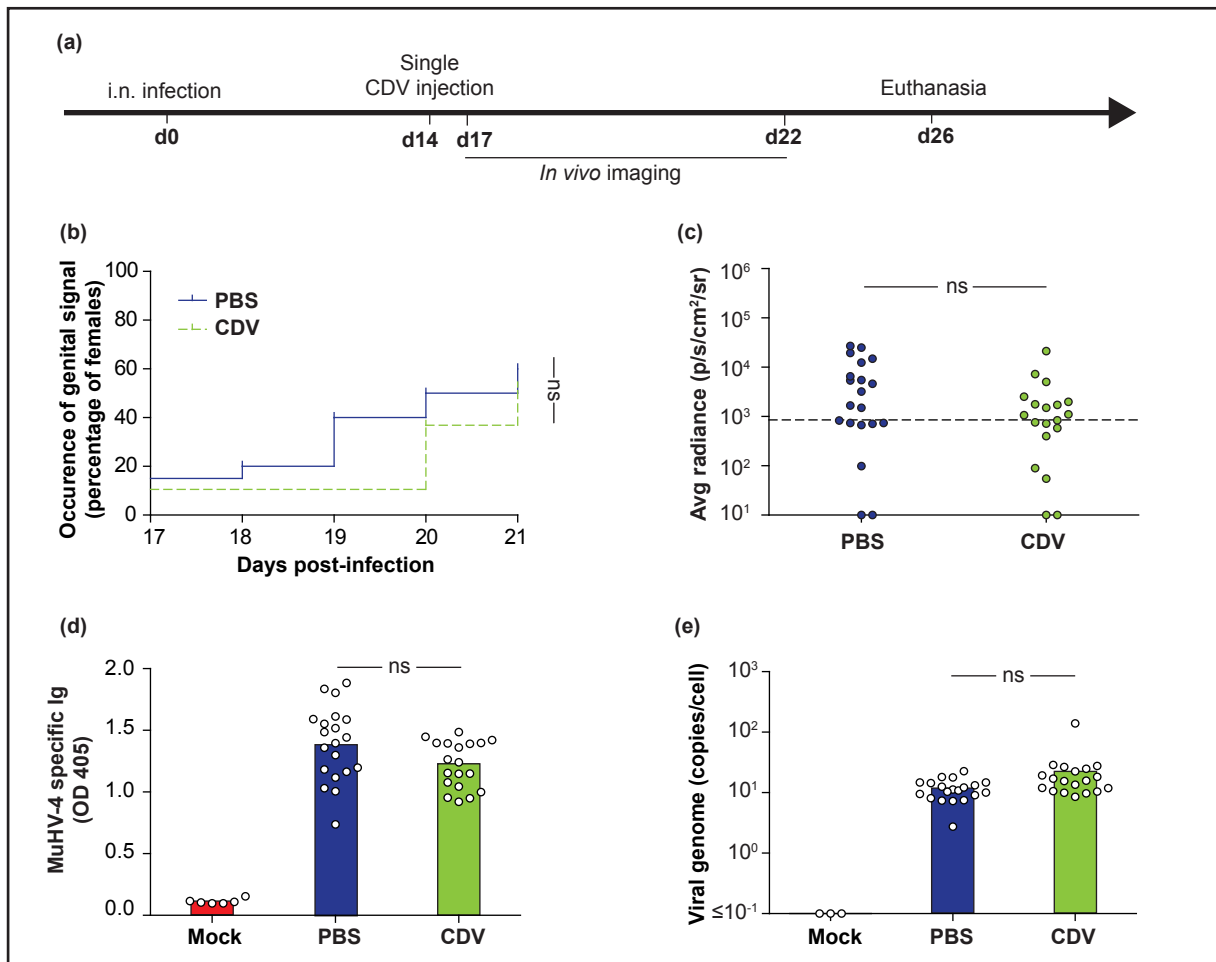 (a)
Single
i.n. infection CDV injection Euthanasia
d0 d14 d17 d22 d26
In vivo imaging
(b)
Occurence of genital signal
(percentage of females)
100
80
60
40
20
0
PBS
CDV
ns
17 18 19 20 21
Days post-infection
(c)
Avg radiance (p/s/cm²/sr)
10⁶
10⁵
10⁴
10³
10²
10¹
ns
PBS CDV
(d)
MuHV-4 specific Ig
(OD 405)
2.0
1.5
1.0
0.5
0.0
ns
Mock PBS CDV
(e)
Viral genome (copies/cell)
10³
10²
10¹
10⁰
≤10⁻¹
ns
Mock PBS CDV